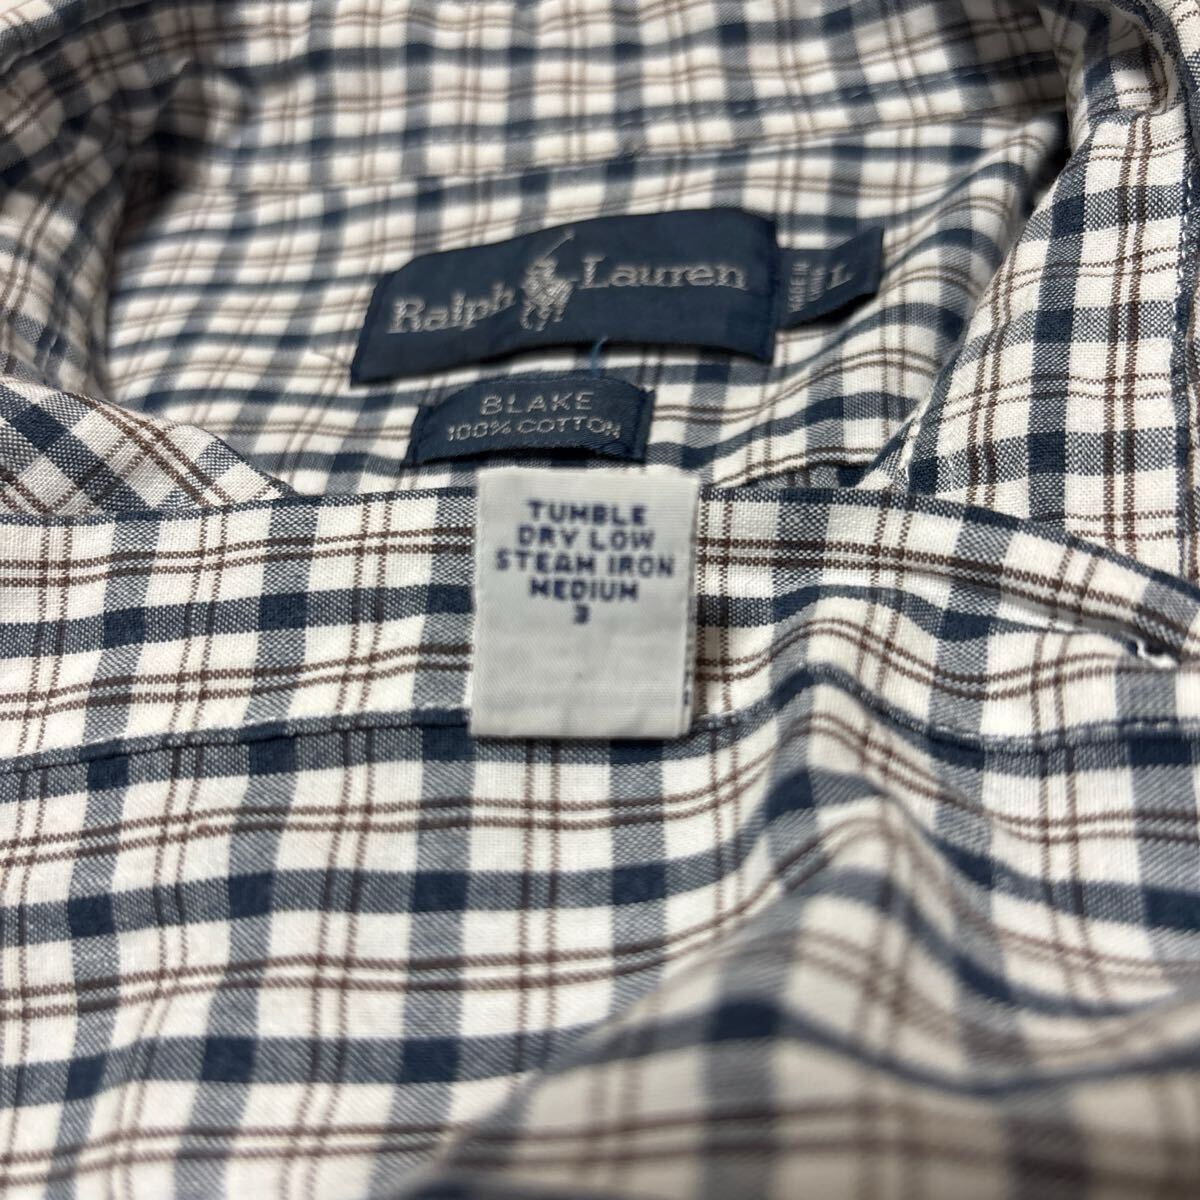 Ralph Lauren
L
BLAKE
100% COTTON
TUMBLE
DRY LOW
STEAM IRON
MEDIUM
3